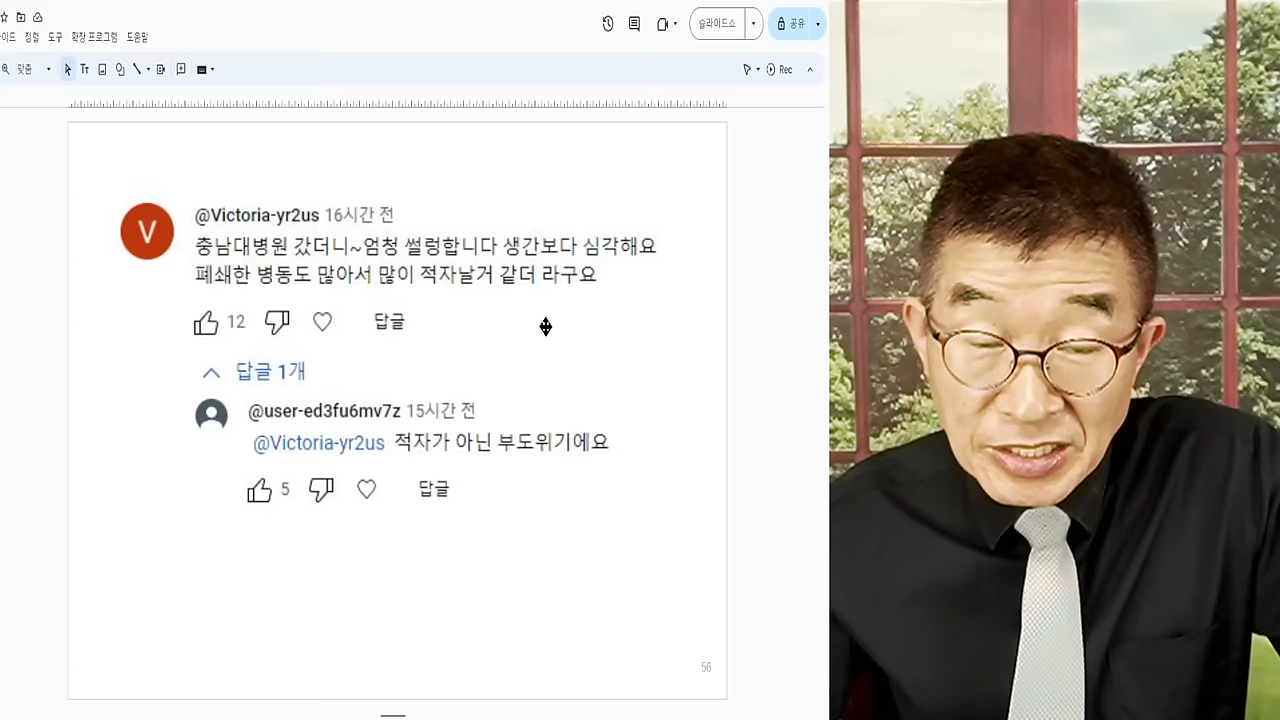 이드 정렬 도구 확장 프로그램 도움말
슬라이드쇼
공유
맞춤
Tr
Rec
V
@Victoria-yr2us 16시간 전
충남대병원 갔더니~엄청 썰렁합니다 생간보다 심각해요
폐쇄한 병동도 많아서 많이 적자날거 같더 라구요
12 답글
답글 1개
@user-ed3fu6mv7z 15시간 전
@Victoria-yr2us 적자가 아닌 부도위기에요
5 답글
56